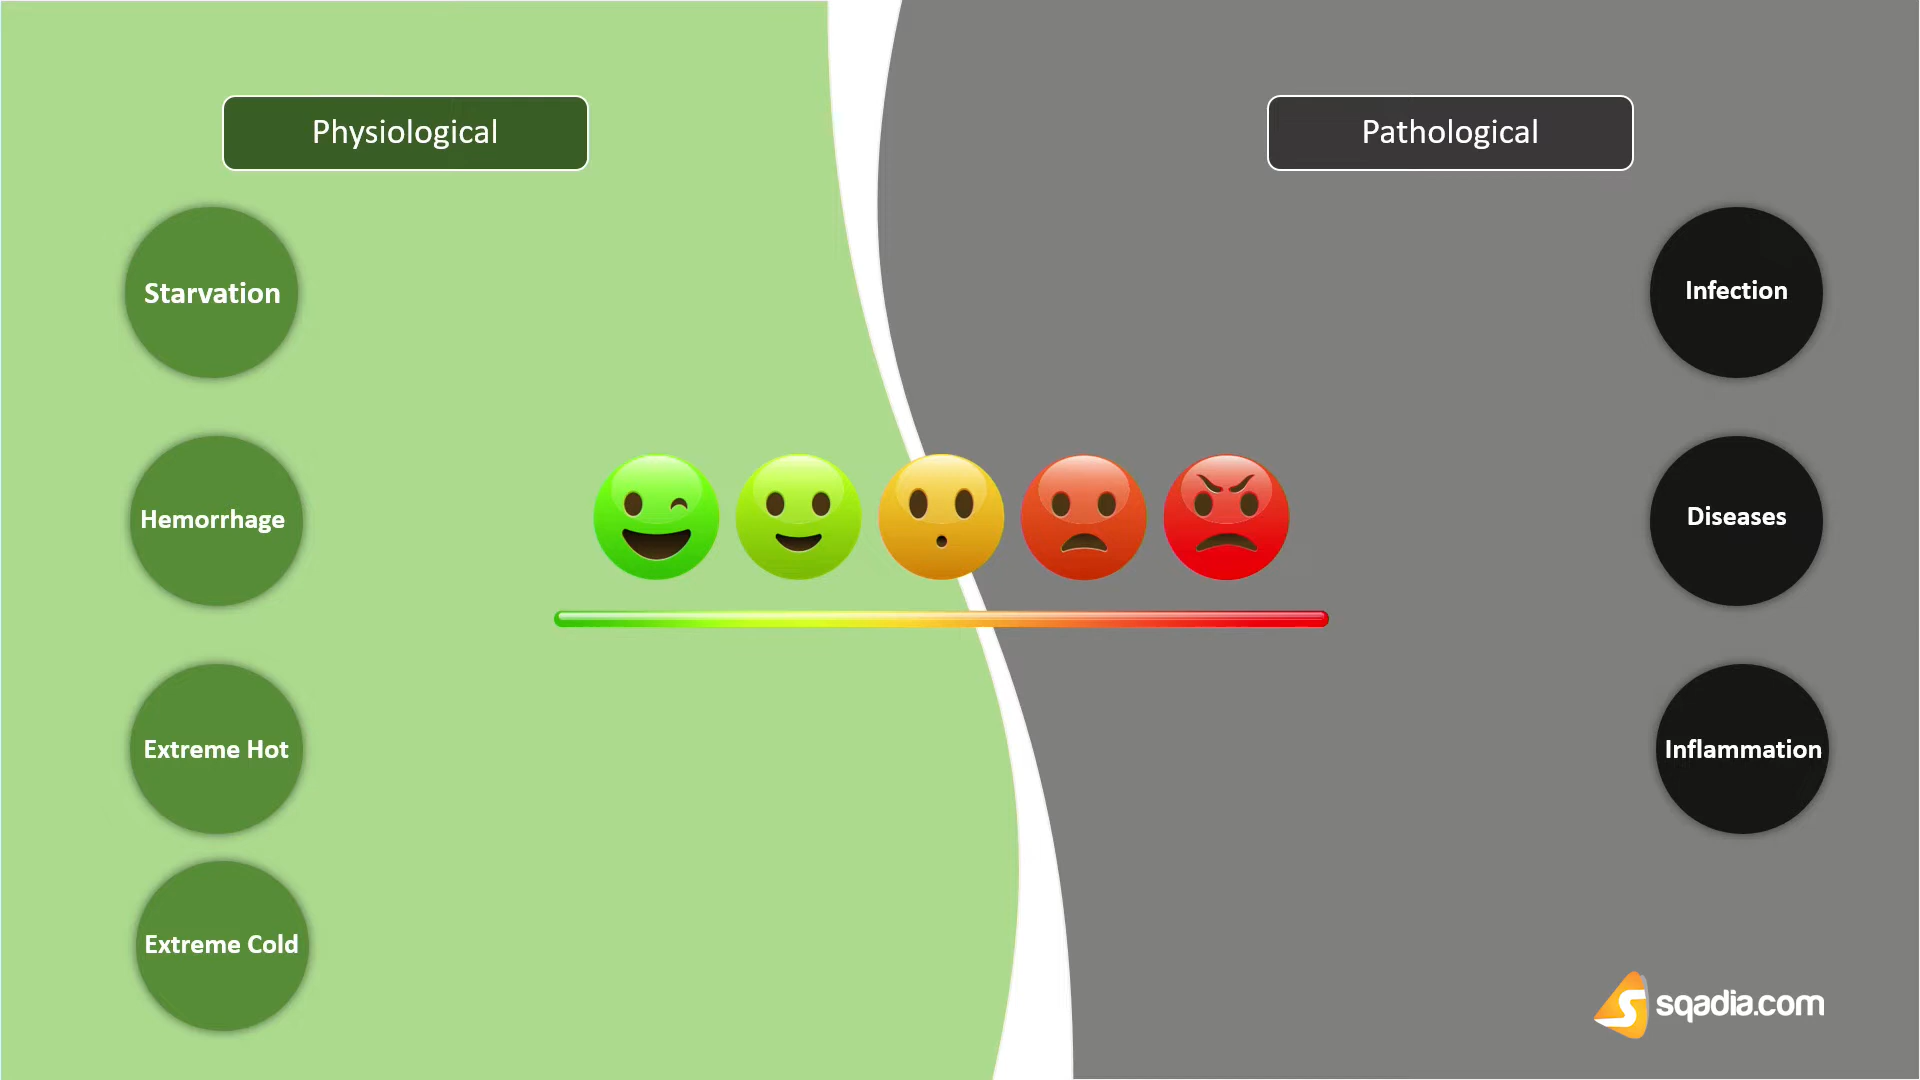 Physiological
Starvation
Hemorrhage
Extreme Hot
Extreme Cold
Pathological
Infection
Diseases
Inflammation
sqadia.com